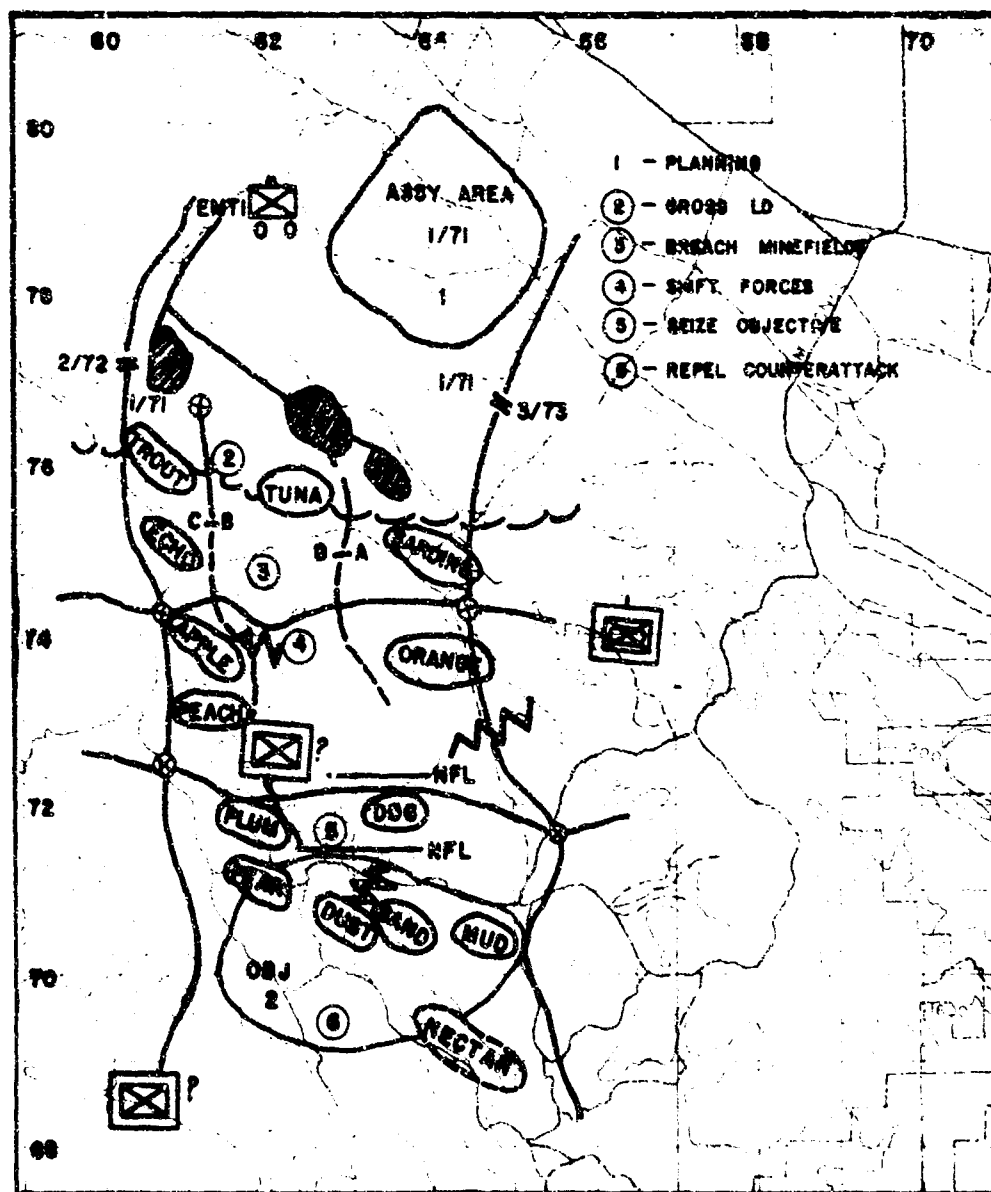 60 62 64 66 68 70
80
ASSY AREA
1/71
1
1 - PLANNING
2 - CROSS LD
3 - BREACH MINEFIELDS
4 - SHIFT FORCES
5 - SEIZE OBJECTIVE
6 - REPEL COUNTERATTACK
78
2/72
1/71
1/71
3/73
76
TROUT
2
TUNA
C-B
B-A
ECHO
SARDINE
3
74
APPLE
4
ORANGE
PEACH
?
NFL
72
PLUM
DOG
5
NFL
PEAR
DUST
SAND
MUD
70
OBJ
2
6
NECTAR
?
68